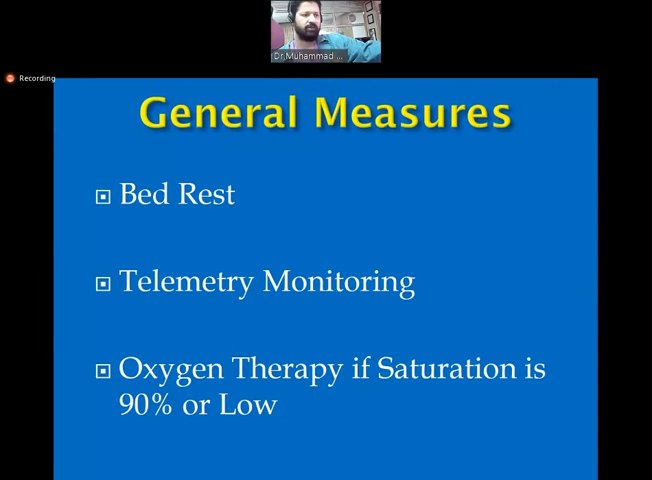 Dr.Muhammad ...
Recording
General Measures
Bed Rest
Telemetry Monitoring
Oxygen Therapy if Saturation is
90% or Low